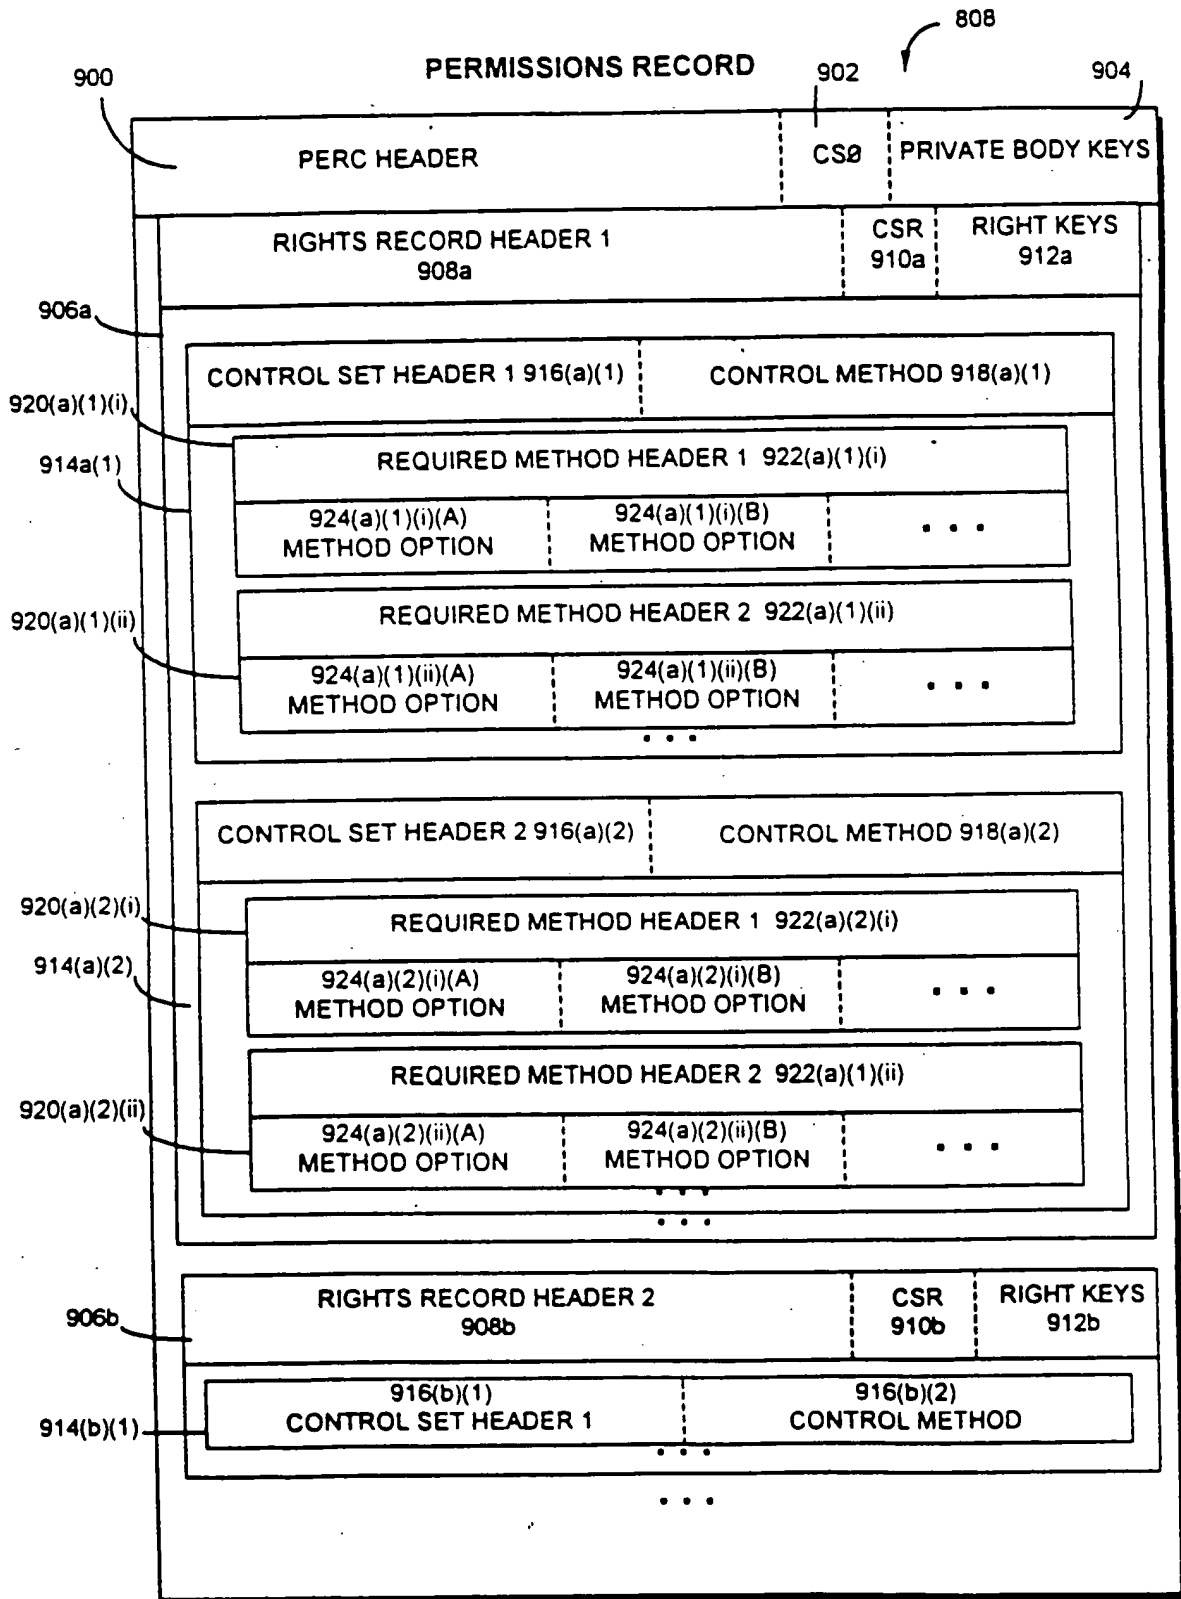 808
PERMISSIONS RECORD
900
902
904
PERC HEADER
CSØ
PRIVATE BODY KEYS
RIGHTS RECORD HEADER 1
908a
CSR
910a
RIGHT KEYS
912a
906a
CONTROL SET HEADER 1 916(a)(1)
CONTROL METHOD 918(a)(1)
920(a)(1)(i)
914a(1)
REQUIRED METHOD HEADER 1 922(a)(1)(i)
924(a)(1)(i)(A)
METHOD OPTION
924(a)(1)(i)(B)
METHOD OPTION
• • •
920(a)(1)(ii)
REQUIRED METHOD HEADER 2 922(a)(1)(ii)
924(a)(1)(ii)(A)
METHOD OPTION
924(a)(1)(ii)(B)
METHOD OPTION
• • •
• • •
CONTROL SET HEADER 2 916(a)(2)
CONTROL METHOD 918(a)(2)
920(a)(2)(i)
914(a)(2)
REQUIRED METHOD HEADER 1 922(a)(2)(i)
924(a)(2)(i)(A)
METHOD OPTION
924(a)(2)(i)(B)
METHOD OPTION
• • •
920(a)(2)(ii)
REQUIRED METHOD HEADER 2 922(a)(1)(ii)
924(a)(2)(ii)(A)
METHOD OPTION
924(a)(2)(ii)(B)
METHOD OPTION
• • •
• • •
• • •
906b
RIGHTS RECORD HEADER 2
908b
CSR
910b
RIGHT KEYS
912b
914(b)(1)
916(b)(1)
CONTROL SET HEADER 1
916(b)(2)
CONTROL METHOD
• • •
• • •